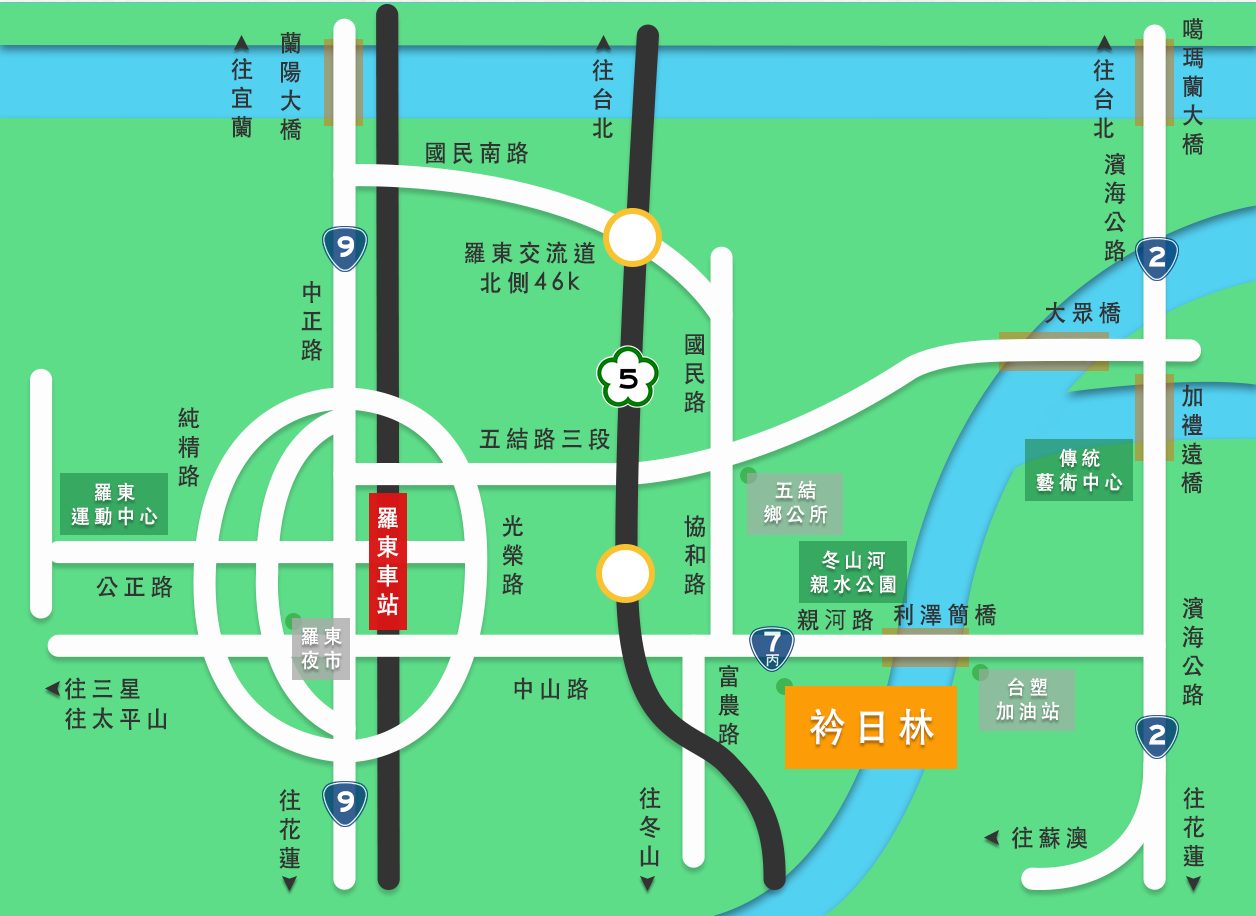 往宜蘭
蘭陽大橋
往台北
往台北
噶瑪蘭大橋
國民南路
濱海公路
9
2
羅東交流道
北側46k
中正路
大眾橋
國民路
5
純精路
五結路三段
加禮遠橋
傳統
藝術中心
羅東
運動中心
五結
鄉公所
羅東車站
光榮路
協和路
冬山河
親水公園
公正路
親河路
利澤簡橋
濱海公路
羅東
夜市
7
丙
往三星
往太平山
中山路
富農路
衿日林
台塑
加油站
2
9
往花蓮
往冬山
往蘇澳
往花蓮